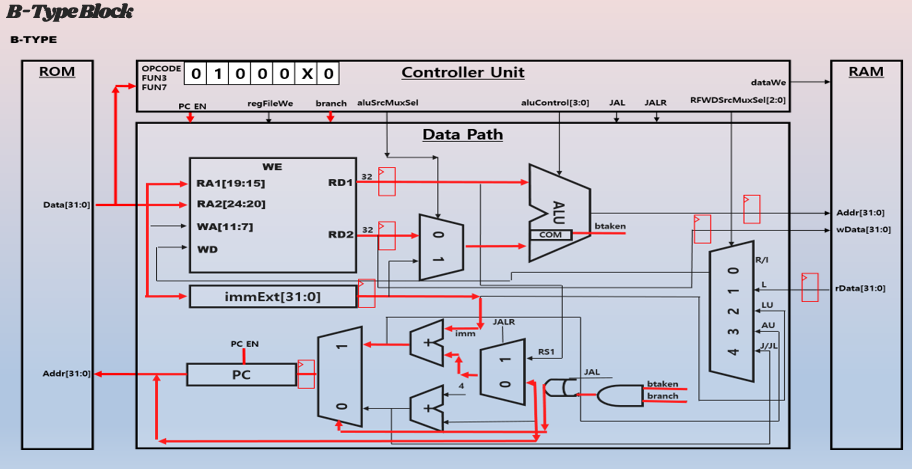 B-Type Block
B-TYPE
ROM
OPCODE
FUN3
FUN7
0 1 0 0 0 X 0
Controller Unit
dataWe
RAM
PC EN
regFileWe
branch
aluSrcMuxSel
aluControl[3:0]
JAL
JALR
RFWDSrcMuxSel[2:0]
Data Path
WE
RA1[19:15]
RD1
32
RA2[24:20]
Data[31:0]
WA[11:7]
WD
RD2
32
0
1
ALU
COM
btaken
Addr[31:0]
wData[31:0]
R/I
0
L
1
rData[31:0]
LU
2
AU
3
J/JL
4
immExt[31:0]
imm
+
JALR
1
RS1
0
PC EN
PC
Addr[31:0]
1
0
4
+
JAL
btaken
branch